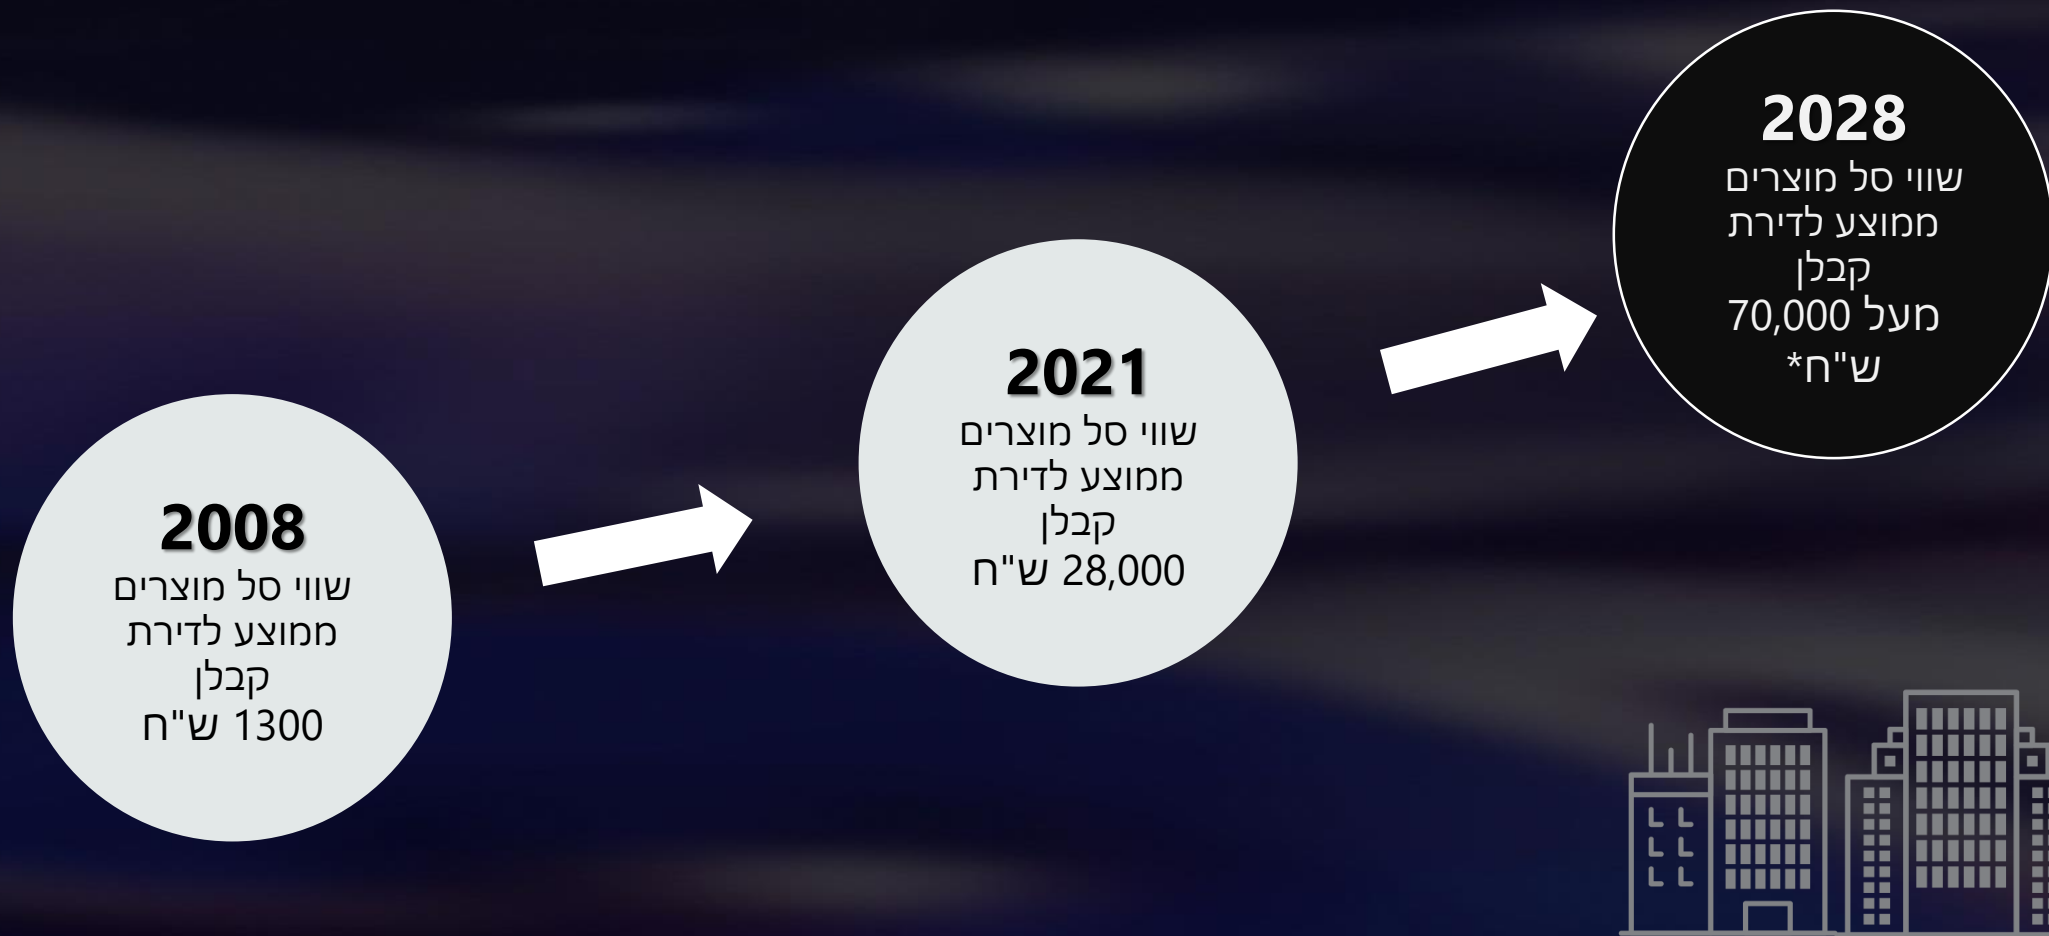 2008
שווי סל מוצרים
ממוצע לדירת
קבלן
1300 ש"ח
2021
שווי סל מוצרים
ממוצע לדירת
קבלן
28,000 ש"ח
2028
שווי סל מוצרים
ממוצע לדירת
קבלן
מעל 70,000
ש"ח*